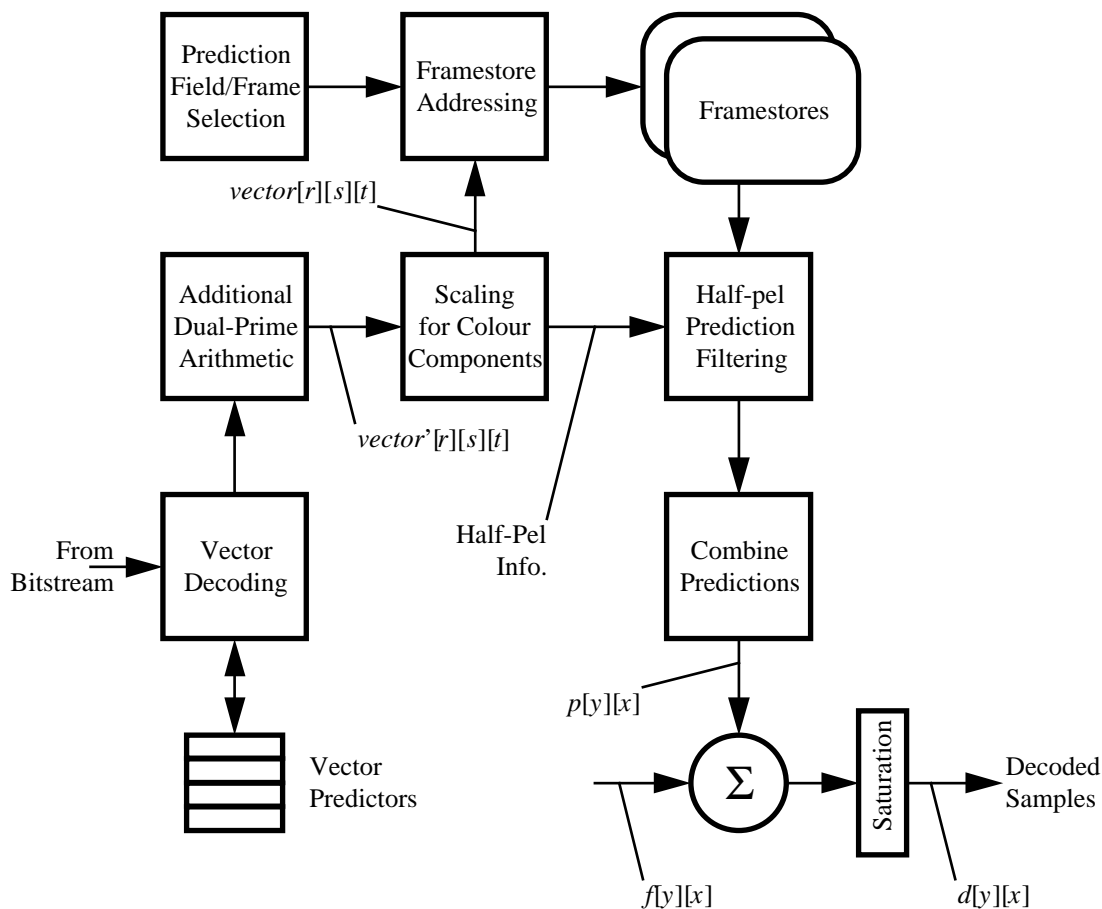 Prediction
Field/Frame
Selection
Framestore
Addressing
Framestores
vector[r][s][t]
Additional
Dual-Prime
Arithmetic
Scaling
for Colour
Components
Half-pel
Prediction
Filtering
vector’[r][s][t]
From
Bitstream
Vector
Decoding
Half-Pel
Info.
Combine
Predictions
p[y][x]
Vector
Predictors
Σ
Saturation
Decoded
Samples
f[y][x]
d[y][x]